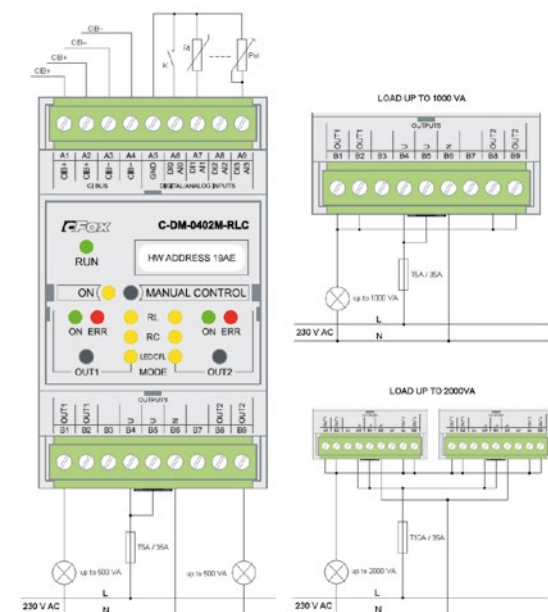 CIB-
CIB-
CIB+
CIB+
K
Rt
Pot
A1 A2 A3 A4 A5 A6 A7 A8 A9
CIB+ CIB+ CIB- CIB- GND DI0 AI0 DI1 AI1 DI2 AI2 DI3 AI3
CIB BUS DIGITAL/ANALOG INPUTS
CFox C-DM-0402M-RLC
RUN
HW ADDRESS 19AE
ON MANUAL CONTROL
RL
ON ERR RC ON ERR
LED/CFL
OUT1 MODE OUT2
OUTPUTS
OUT1 OUT1 U U N OUT2 OUT2
B1 B2 B3 B4 B5 B6 B7 B8 B9
T5A / 35A
up to 500 VA
up to 500 VA
L
230 V AC
N
LOAD UP TO 1000 VA
OUTPUTS
OUT1 OUT1 U U N OUT2 OUT2
B1 B2 B3 B4 B5 B6 B7 B8 B9
T5A / 35A
up to 1000 VA
L
230 V AC
N
LOAD UP TO 2000VA
T10A / 35A
up to 2000 VA
L
230 V AC
N